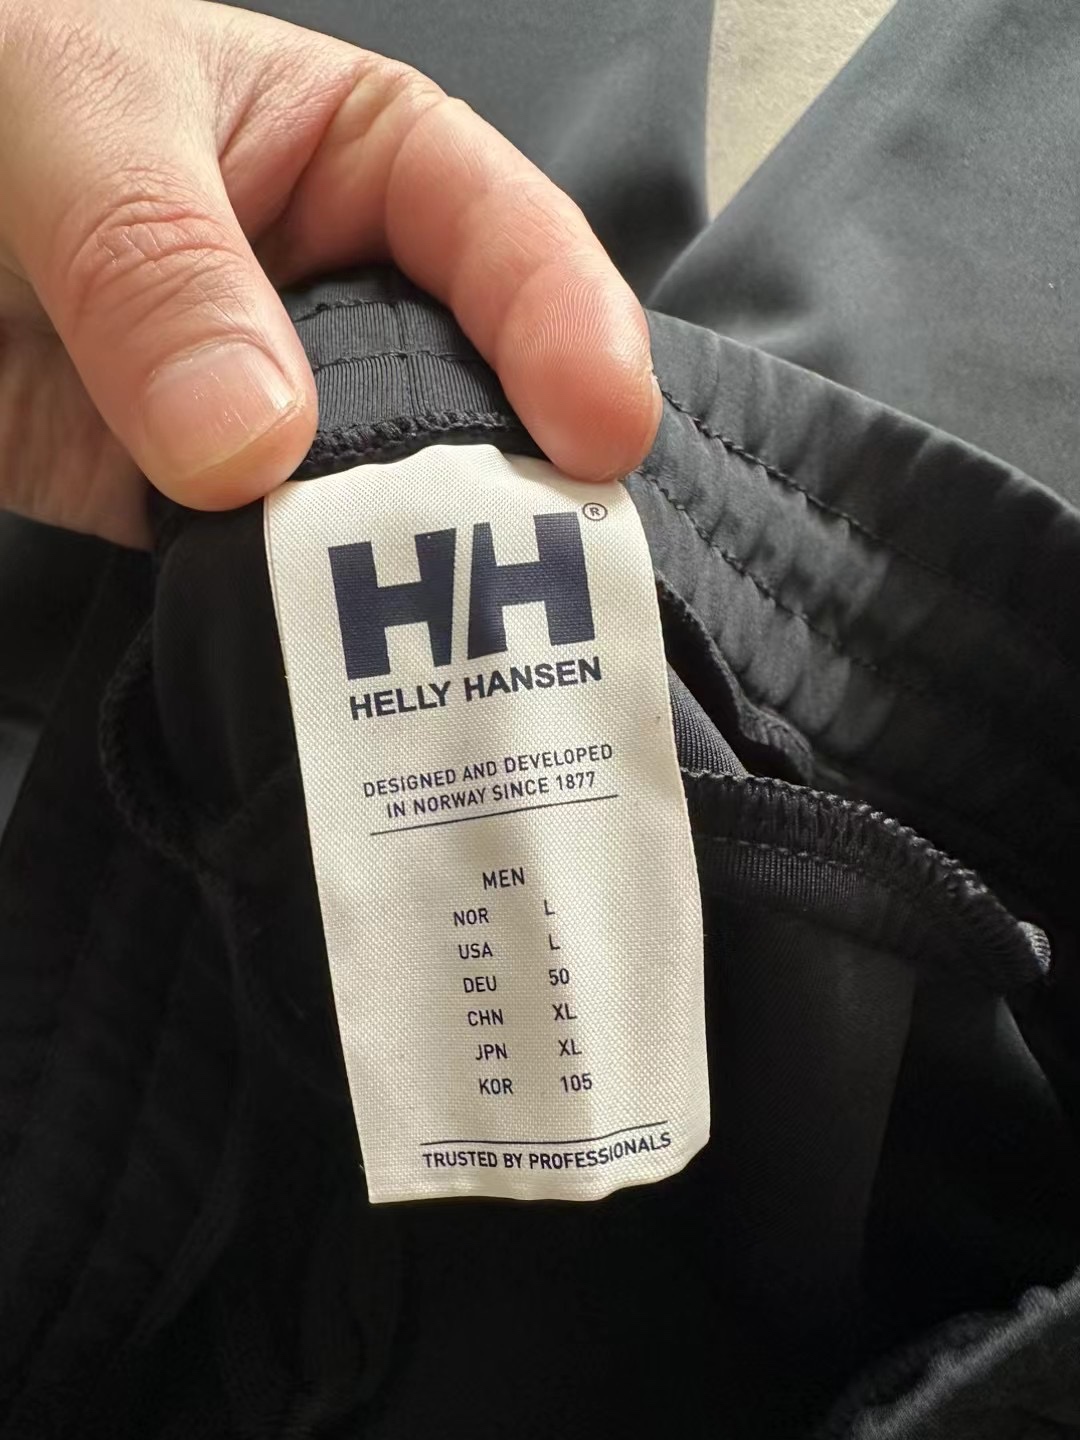 HH®
HELLY HANSEN
DESIGNED AND DEVELOPED
IN NORWAY SINCE 1877
MEN
NOR L
USA L
DEU 50
CHN XL
JPN XL
KOR 105
TRUSTED BY PROFESSIONALS